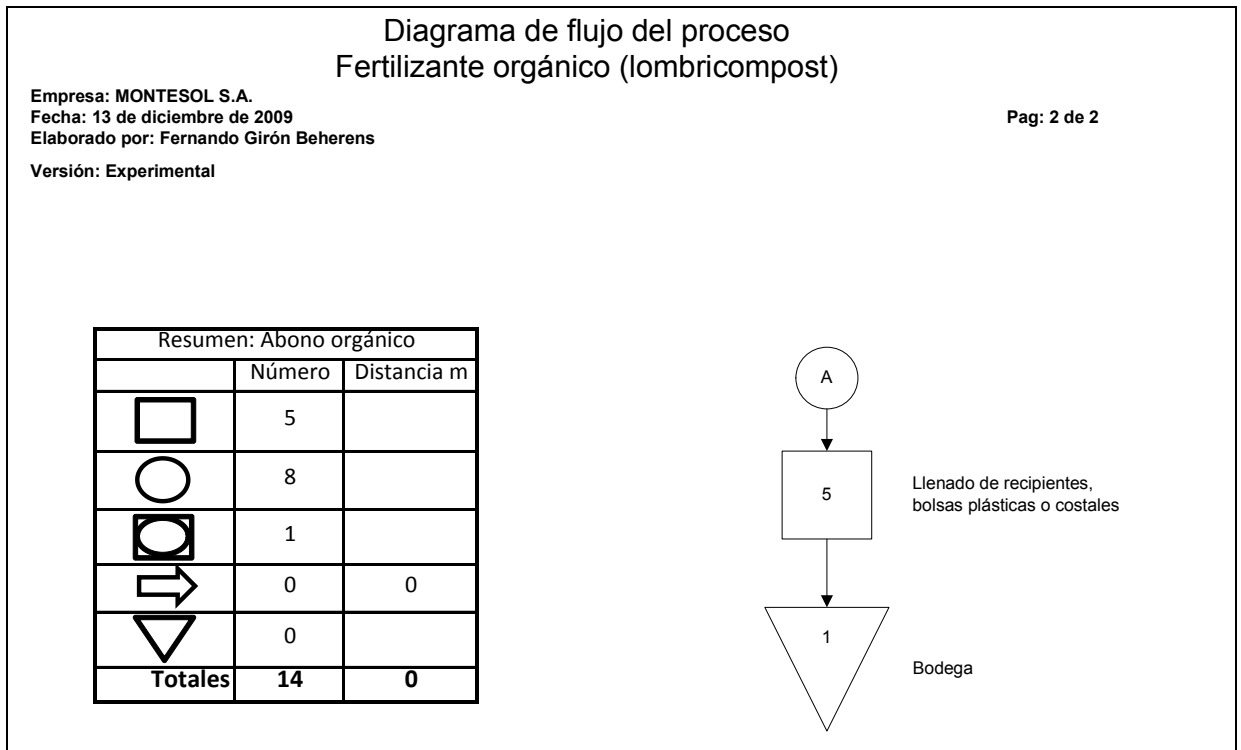 Diagrama de flujo del proceso
Fertilizante orgánico (lombricompost)
Empresa: MONTESOL S.A.
Fecha: 13 de diciembre de 2009
Pag: 2 de 2
Elaborado por: Fernando Girón Beherens
Versión: Experimental
Resumen: Abono orgánico
Número Distancia m
5
8
1
0 0
0
Totales 14 0
A
5
Llenado de recipientes,
bolsas plásticas o costales
1
Bodega